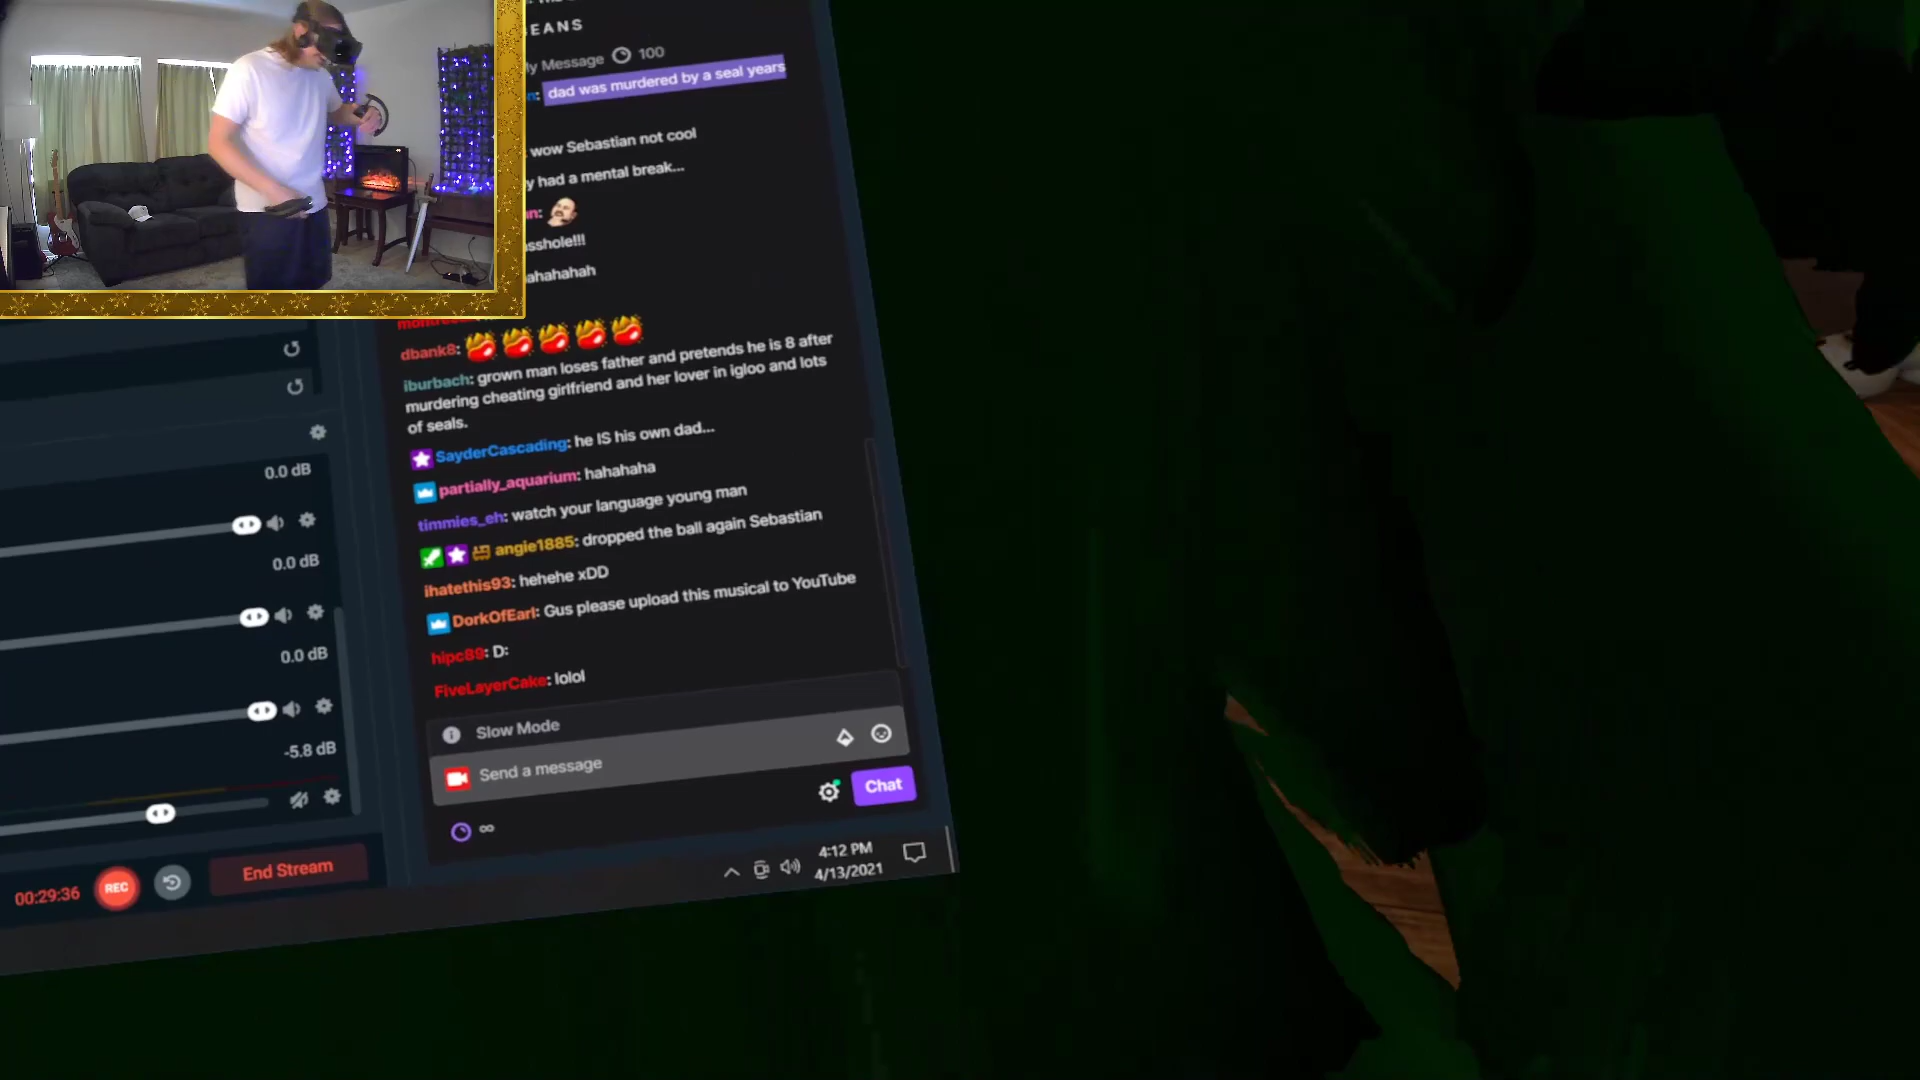 EANS
y Message 100
dad was murdered by a seal years
wow Sebastian not cool
y had a mental break...
asshole!!!
ahahahah
dbank8:
iburbach: grown man loses father and pretends he is 8 after
murdering cheating girlfriend and her lover in igloo and lots
of seals.
SayderCascading: he IS his own dad...
partially_aquarium: hahahaha
timmies_eh: watch your language young man
angie1885: dropped the ball again Sebastian
ihatethis93: hehehe xDD
DorkOfEarl: Gus please upload this musical to YouTube
hipc89: D:
FiveLayerCake: lolol
Slow Mode
Send a message
Chat
∞
0.0 dB
0.0 dB
0.0 dB
-5.8 dB
00:29:36 REC End Stream
4:12 PM
4/13/2021